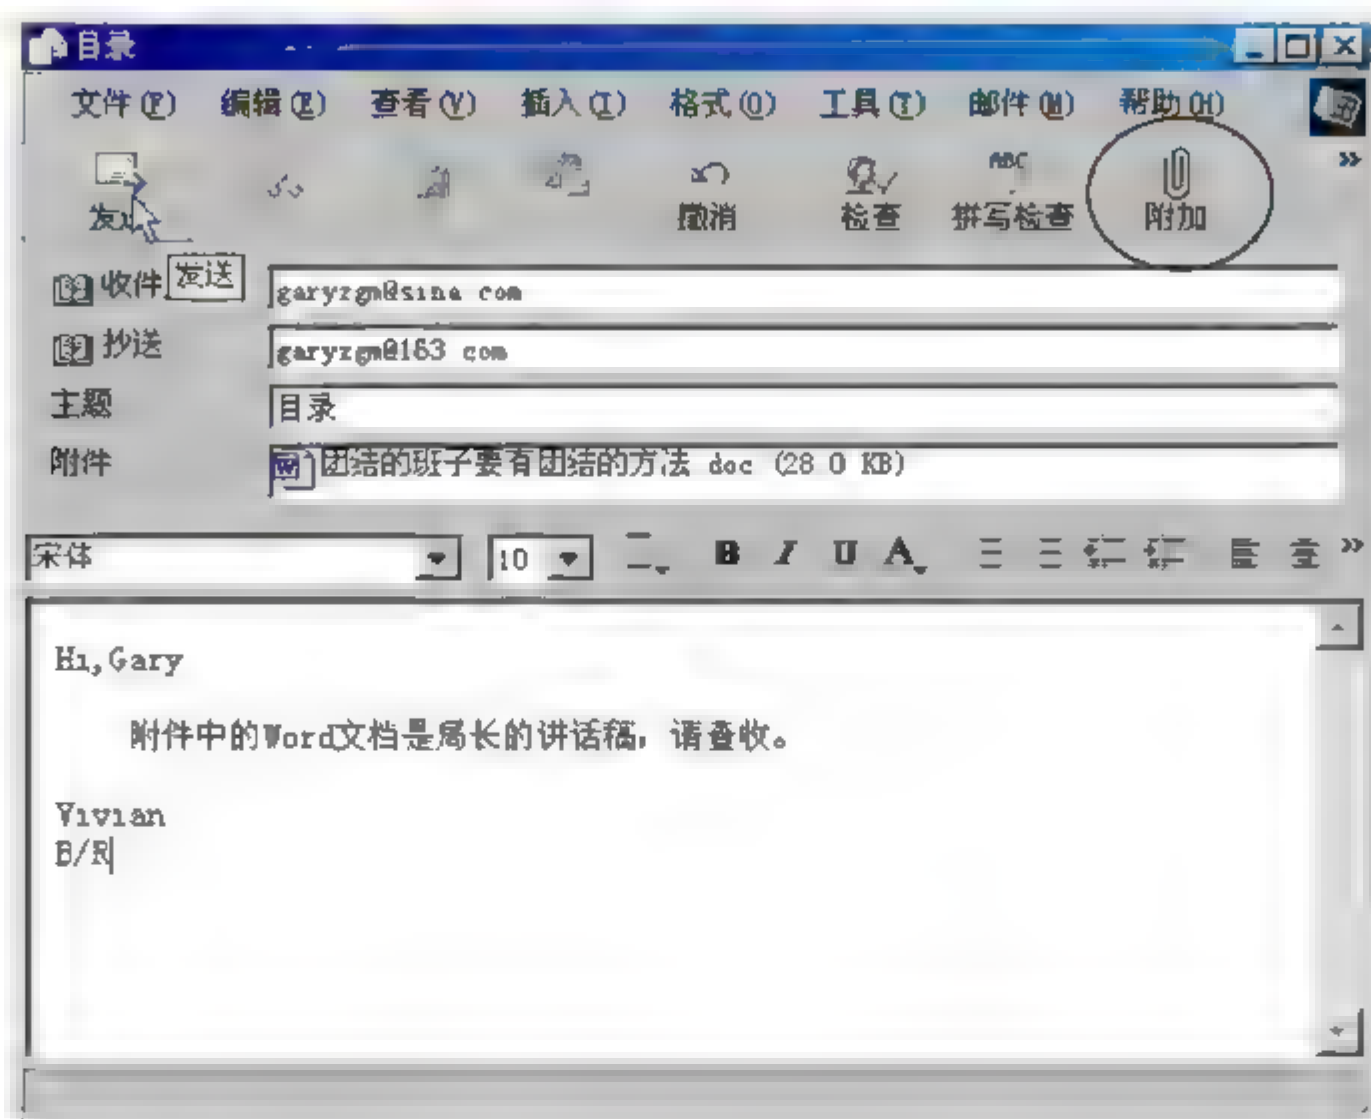 目录
文件(F) 编辑(E) 查看(V) 插入(I) 格式(O) 工具(T) 邮件(M) 帮助(H)
ABC
发送 撤消 检查 拼写检查 附加
收件 发送 garyzgm@sina com
抄送 garyzgm@163 com
主题 目录
附件 团结的班子要有团结的方法 doc (28 0 KB)
宋体 10 B I U A
Hi,Gary
附件中的Word文档是局长的讲话稿，请查收。
Vivian
B/R